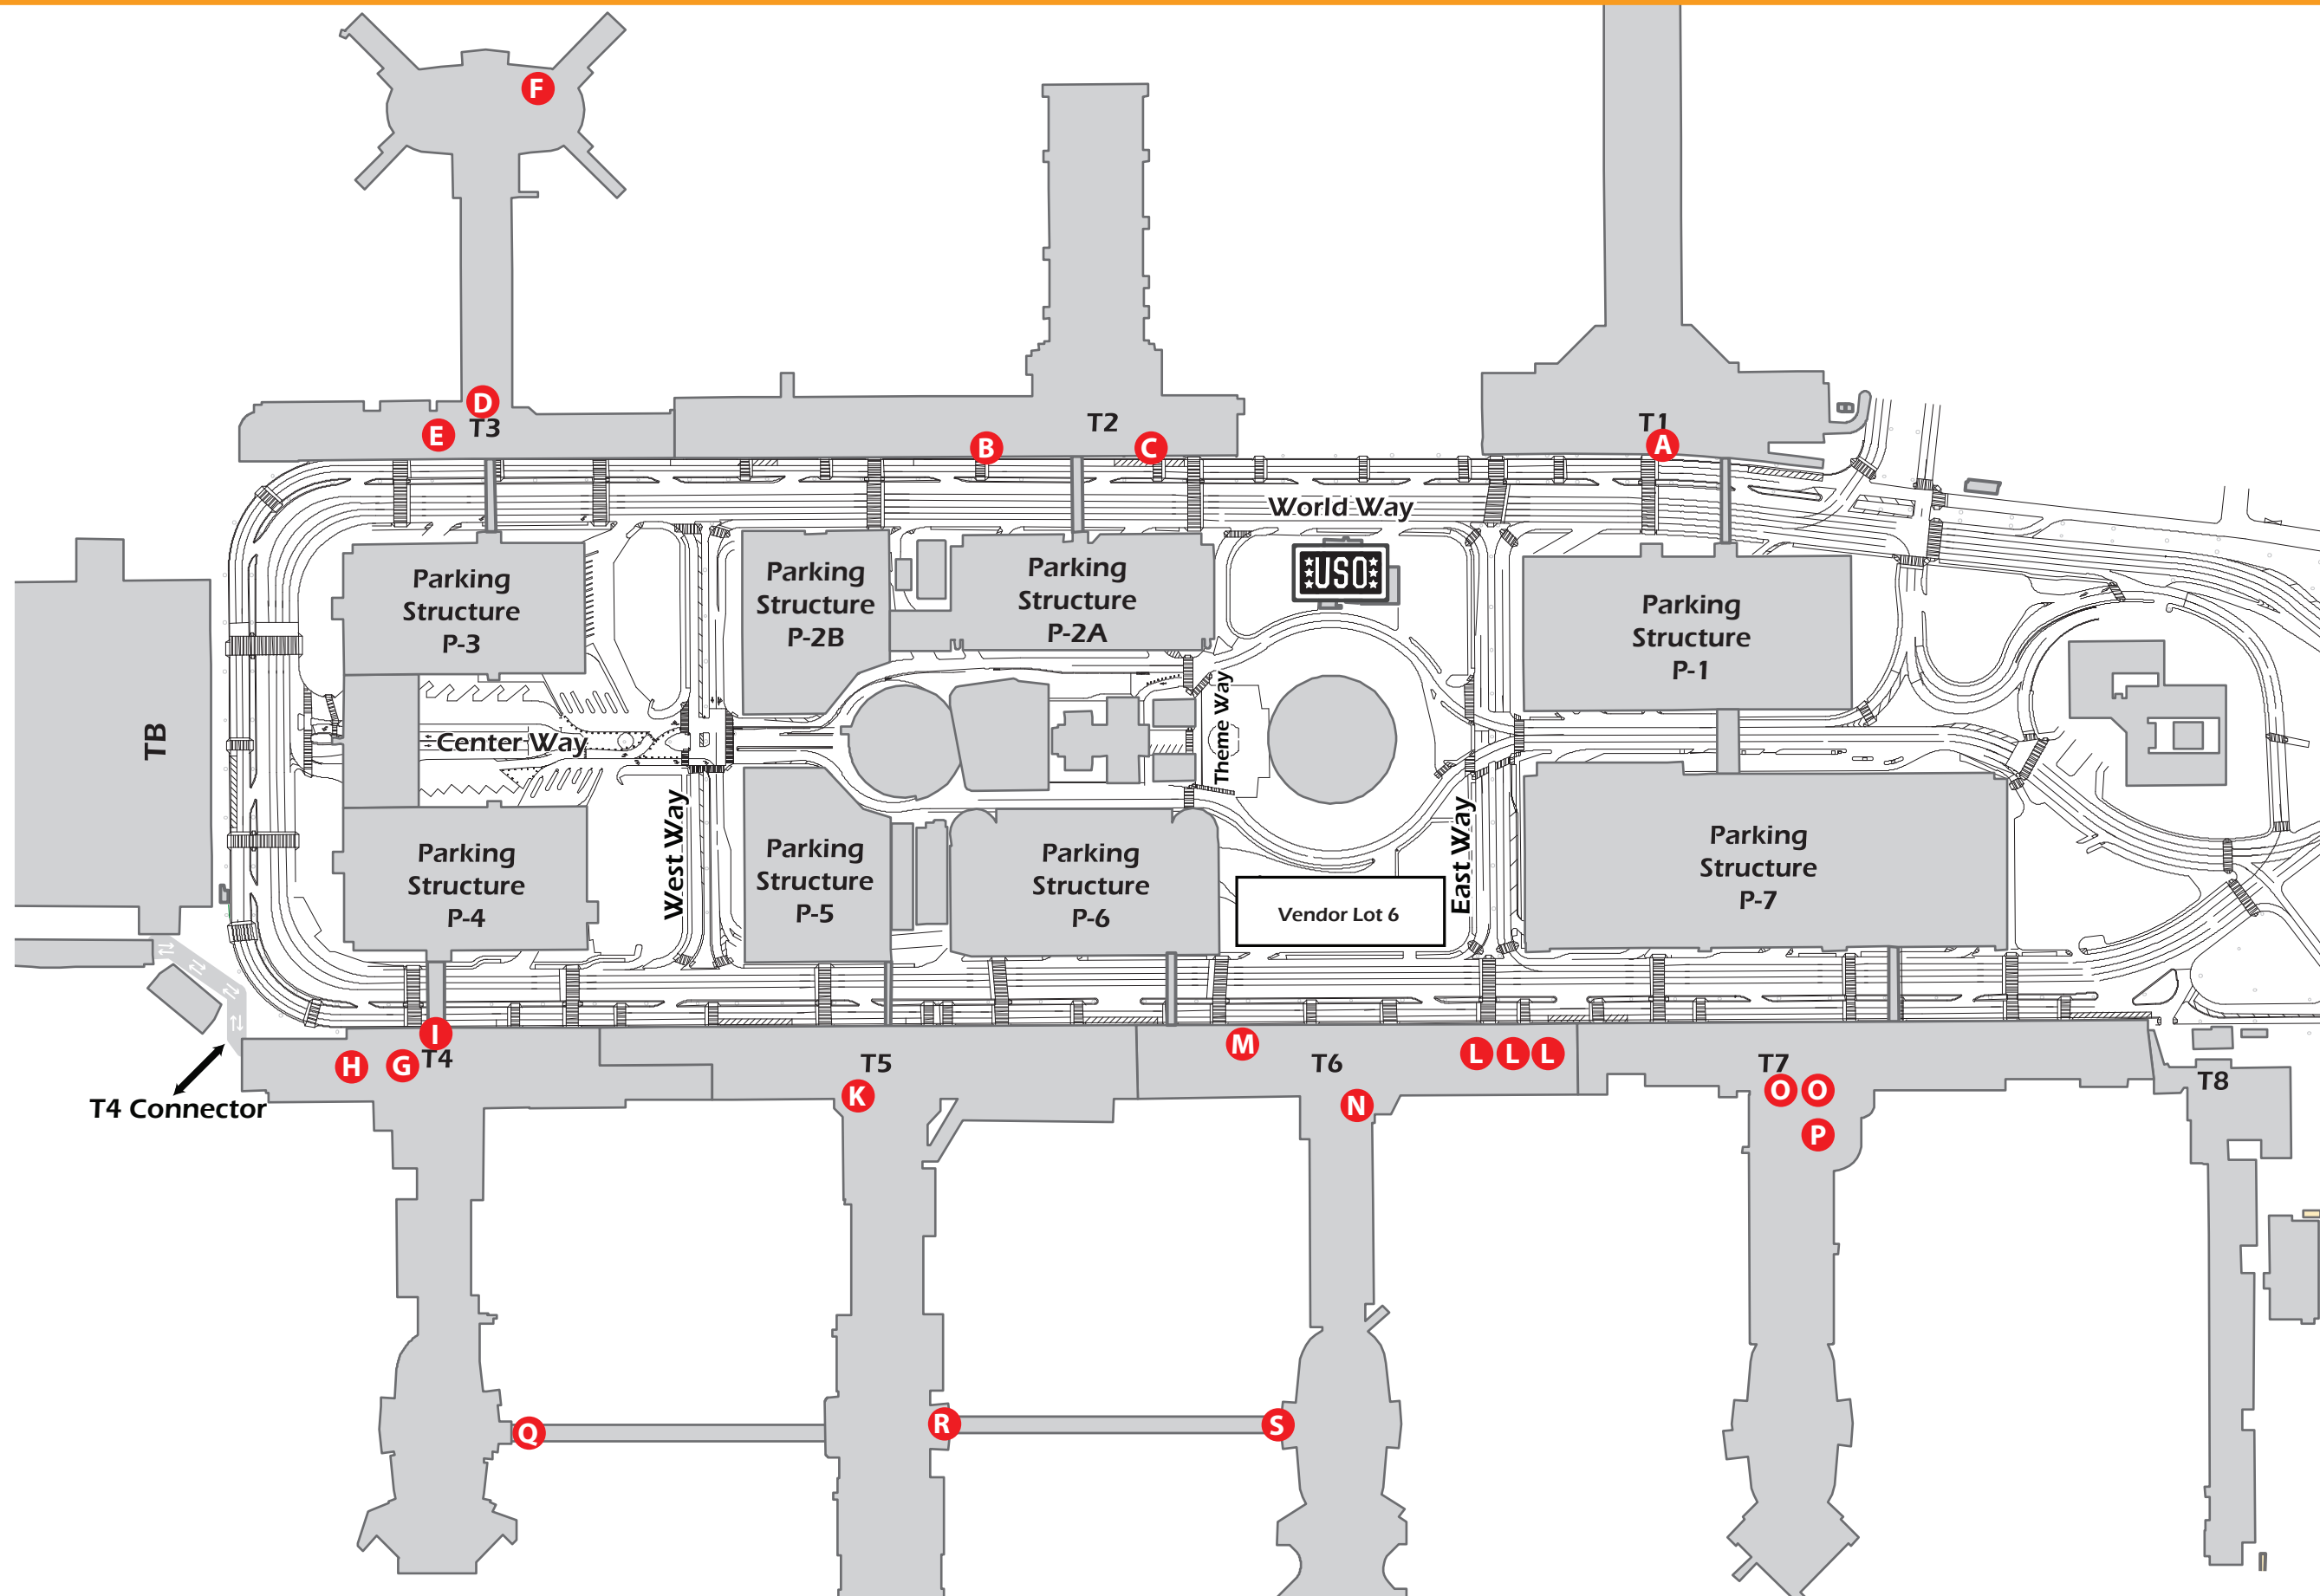 F
D
E
T3
B
T2
C
T1
A
World Way
USO
Parking
Structure
P-3
Parking
Structure
P-2B
Parking
Structure
P-2A
Parking
Structure
P-1
TB
Center Way
Theme Way
West Way
East Way
Parking
Structure
P-4
Parking
Structure
P-5
Parking
Structure
P-6
Vendor Lot 6
Parking
Structure
P-7
I
H
G
T4
T4 Connector
T5
K
M
T6
L L L
N
T7
O O
P
T8
Q
R
S